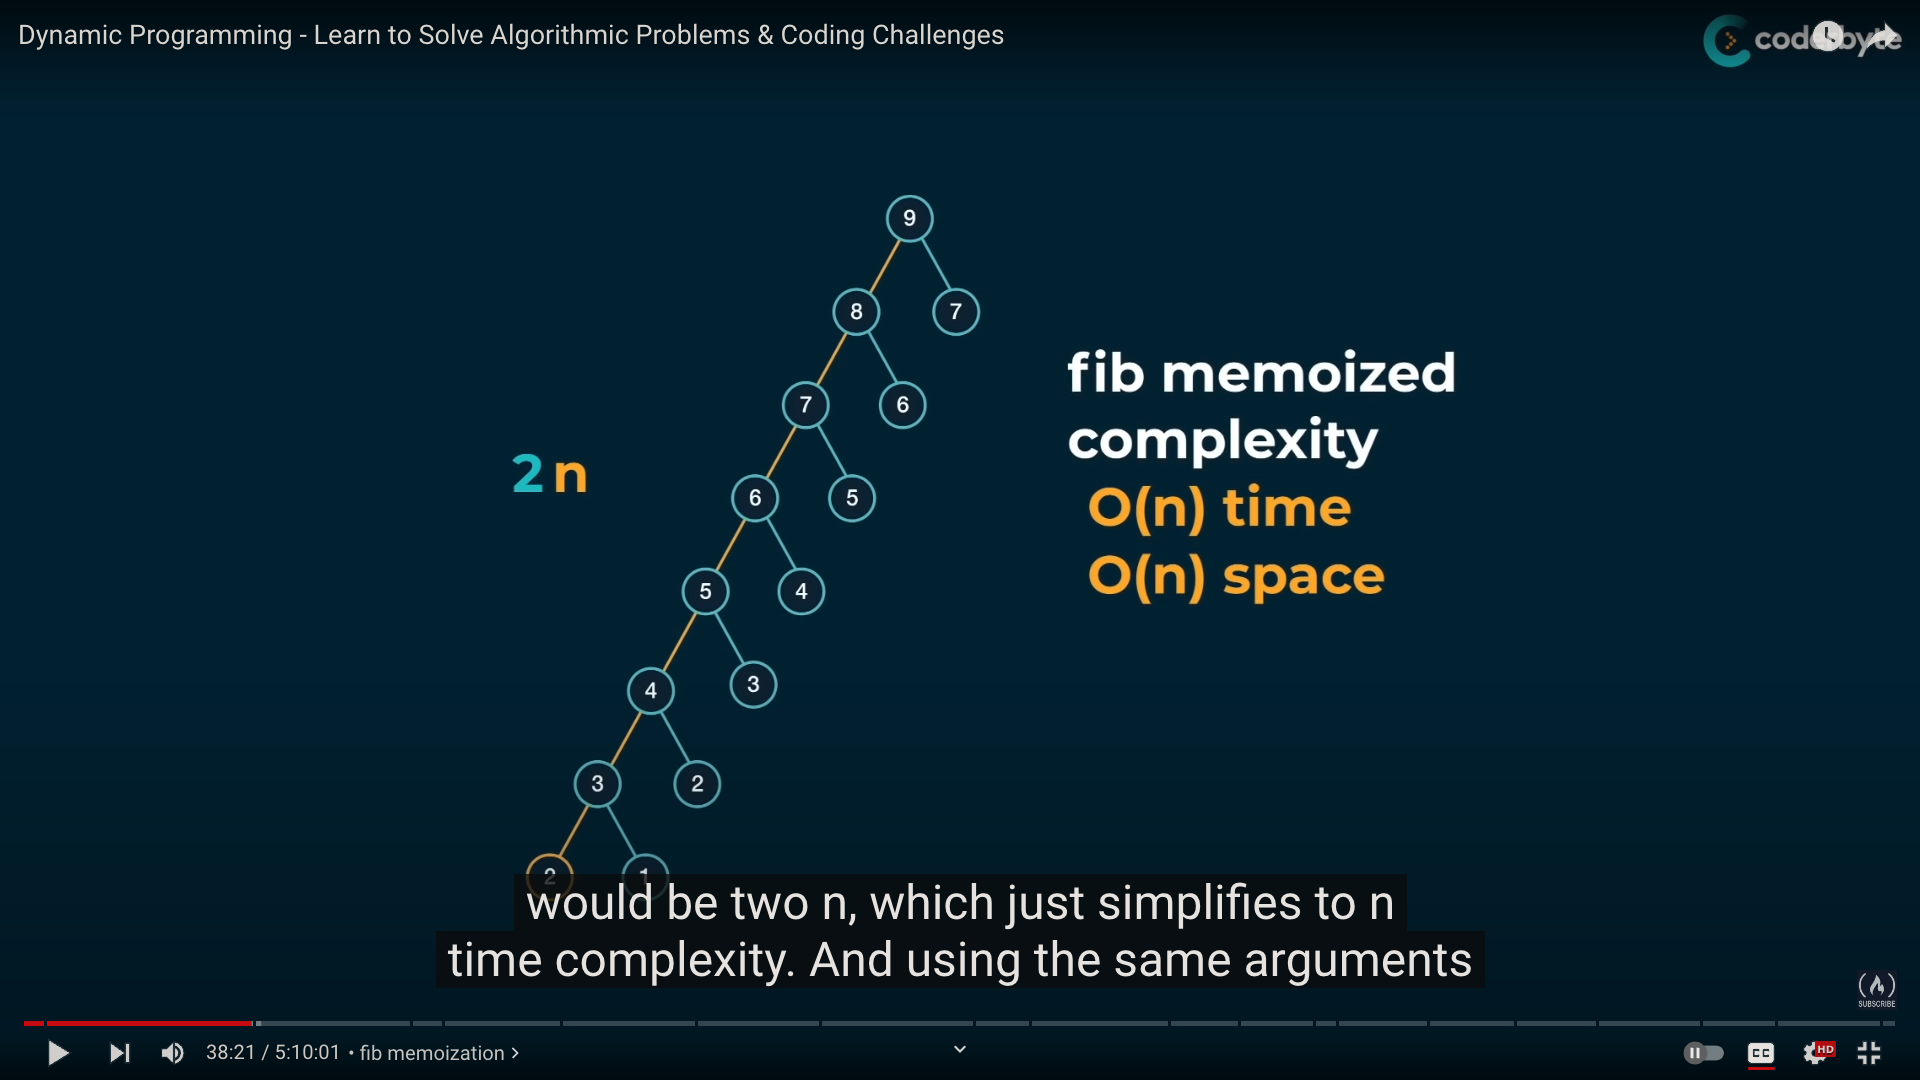 Dynamic Programming - Learn to Solve Algorithmic Problems & Coding Challenges
coderbyte
9
8
7
fib memoized
7
6
complexity
2 n
6
5
O(n) time
5
4
O(n) space
4
3
3
2
2
1
would be two n, which just simplifies to n
time complexity. And using the same arguments
SUBSCRIBE
38:21 / 5:10:01 • fib memoization >
CC
HD